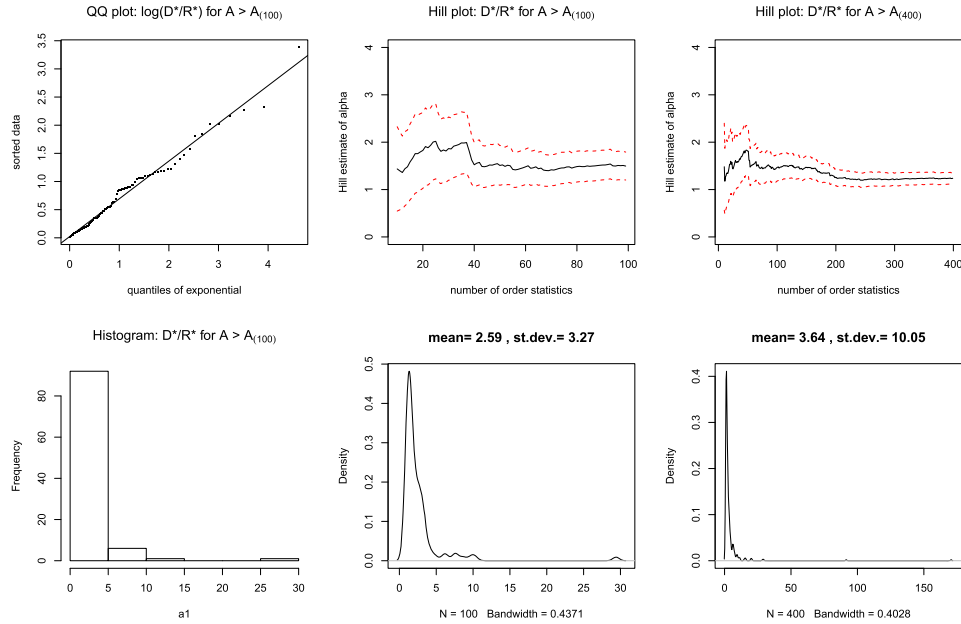 QQ plot: log(D*/R*) for A > A(100)
sorted data
0.0 0.5 1.0 1.5 2.0 2.5 3.0 3.5
0 1 2 3 4
quantiles of exponential
Hill plot: D*/R* for A > A(100)
Hill estimate of alpha
0 1 2 3 4
20 40 60 80 100
number of order statistics
Hill plot: D*/R* for A > A(400)
Hill estimate of alpha
0 1 2 3 4
0 100 200 300 400
number of order statistics
Histogram: D*/R* for A > A(100)
Frequency
0 20 40 60 80
0 5 10 15 20 25 30
a1
mean= 2.59 , st.dev.= 3.27
Density
0.0 0.1 0.2 0.3 0.4 0.5
0 5 10 15 20 25 30
N = 100 Bandwidth = 0.4371
mean= 3.64 , st.dev.= 10.05
Density
0.0 0.1 0.2 0.3 0.4
0 50 100 150
N = 400 Bandwidth = 0.4028